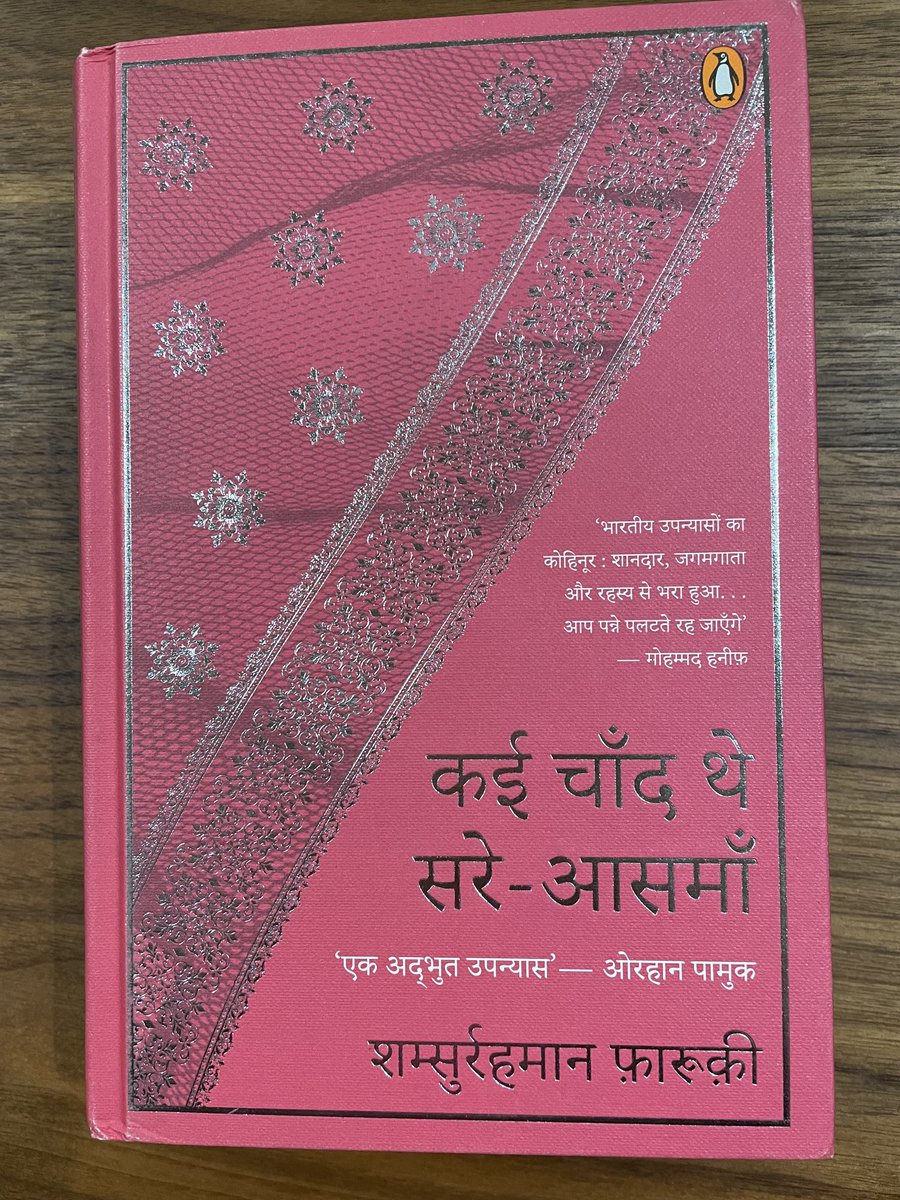 ‘भारतीय उपन्यासों का
कोहिनूर : शानदार, जगमगाता
और रहस्य से भरा हुआ...
आप पन्ने पलटते रह जाएँगे’
— मोहम्मद हनीफ़
कई चाँद थे
सरे-आसमाँ
‘एक अद्‌भुत उपन्यास’— ओरहान पामुक
शम्सुर्रहमान फ़ारूक़ी